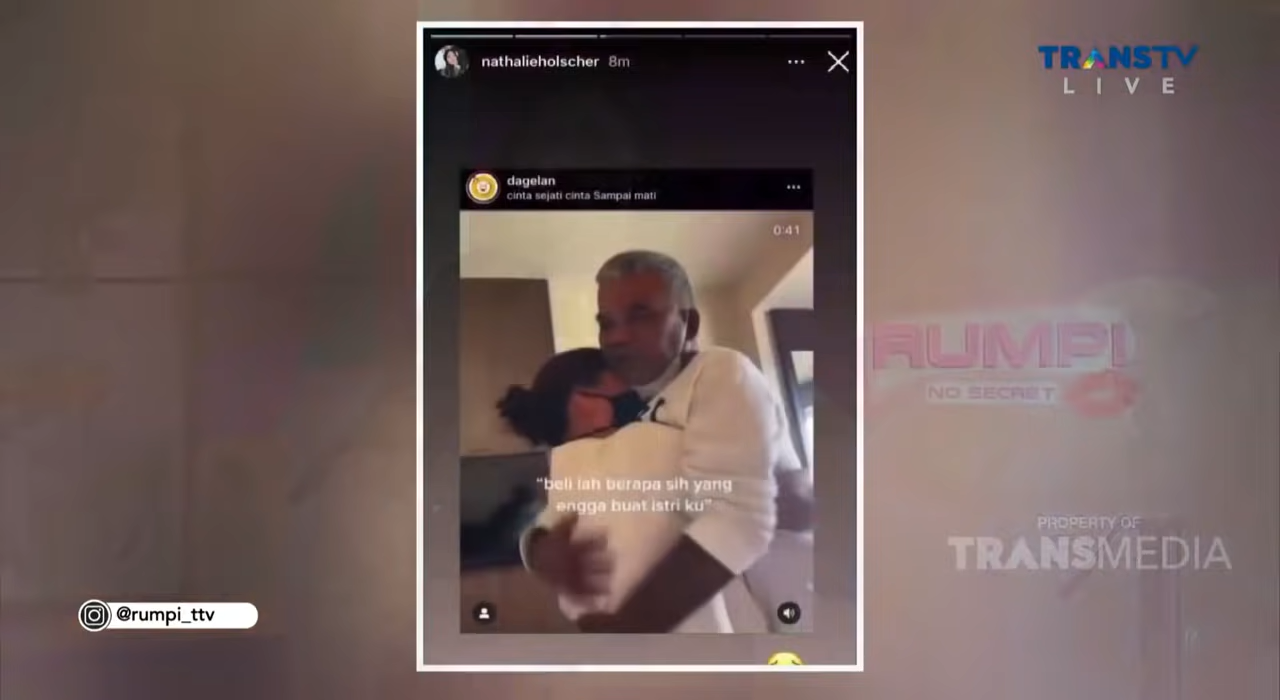 nathalieholscher 8m
TRANSTV
LIVE
dagelan
cinta sejati cinta Sampai mati
0:41
RUMPI
NO SECRET
"beli lah berapa sih yang
engga buat istri ku"
PROPERTY OF
TRANSMEDIA
@rumpi_ttv